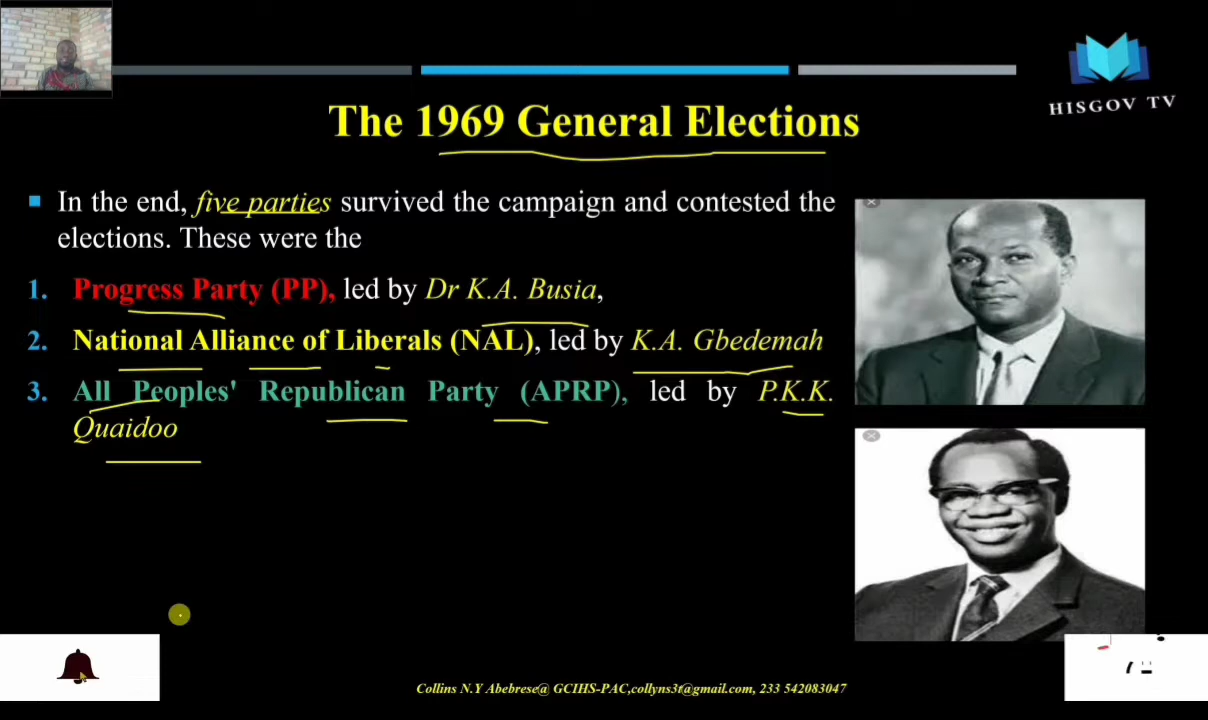 HISGOV TV
The 1969 General Elections
In the end, five parties survived the campaign and contested the
elections. These were the
1. Progress Party (PP), led by Dr K.A. Busia,
2. National Alliance of Liberals (NAL), led by K.A. Gbedemah
3. All Peoples' Republican Party (APRP), led by P.K.K.
Quaidoo
Collins N.Y Abebrese@ GCIHS-PAC,collyns3t@gmail.com, 233 542083047